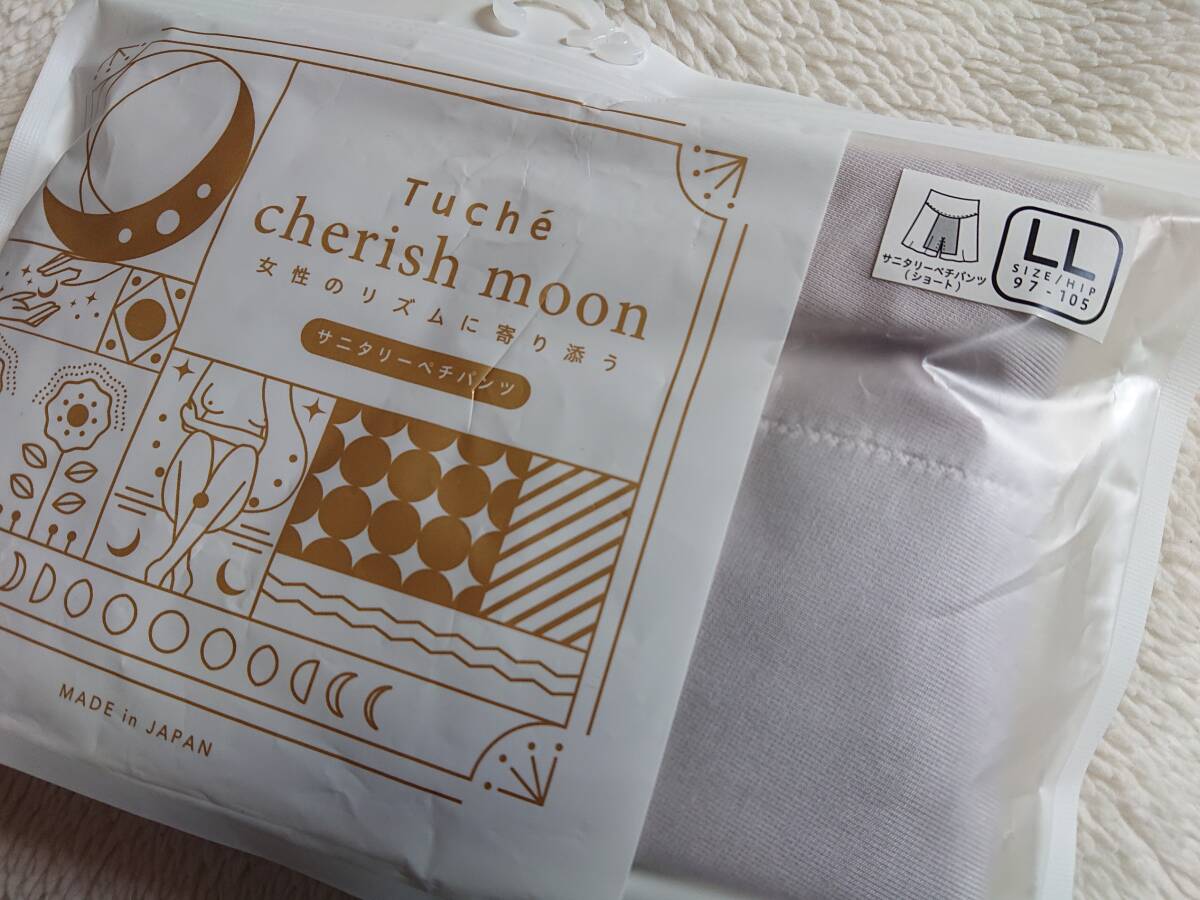 Tuché
cherish moon
女性のリズムに寄り添う
サニタリーペチパンツ
MADE in JAPAN
サニタリーペチパンツ
(ショート)
LL
SIZE/HIP
97-105